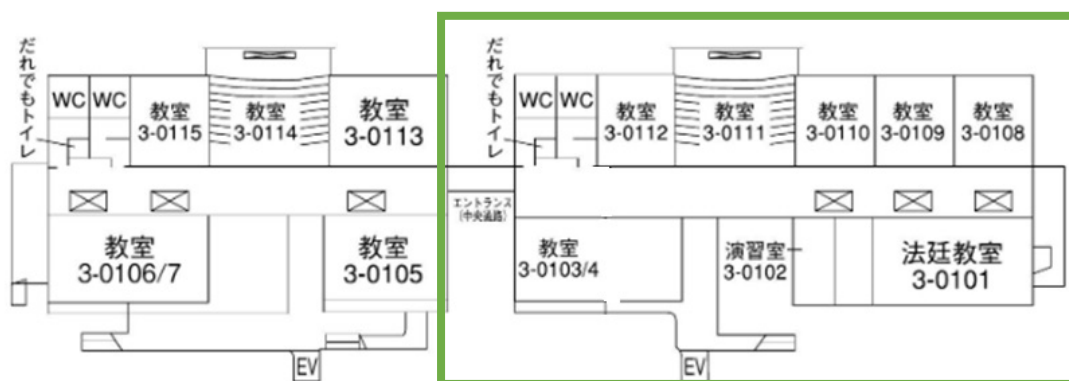 だれでもトイレ
WC
WC
教室
3-0115
教室
3-0114
教室
3-0113
だれでもトイレ
WC
WC
教室
3-0112
教室
3-0111
教室
3-0110
教室
3-0109
教室
3-0108
エントランス
(中央通路)
教室
3-0106/7
教室
3-0105
教室
3-0103/4
演習室
3-0102
法廷教室
3-0101
EV
EV